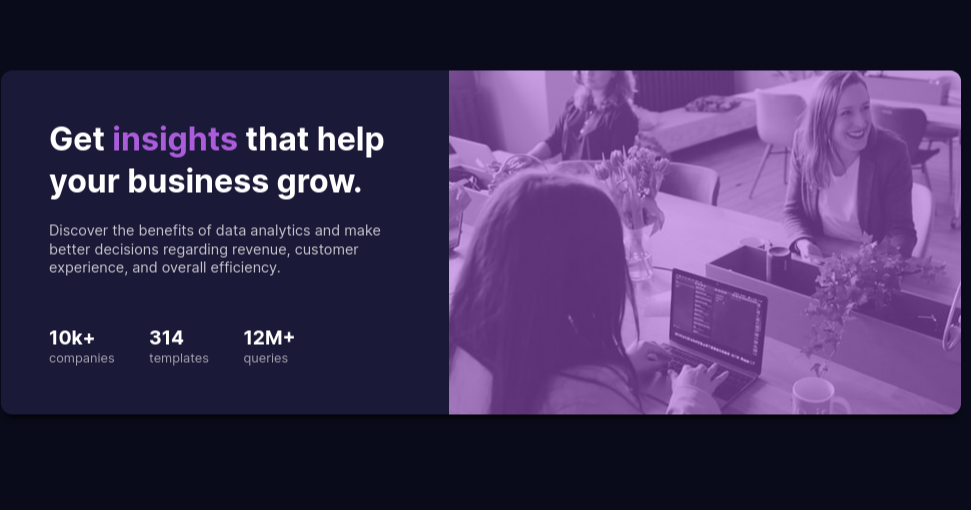 Get insights that help
your business grow.
Discover the benefits of data analytics and make
better decisions regarding revenue, customer
experience, and overall efficiency.
10k+ 314 12M+
companies templates queries